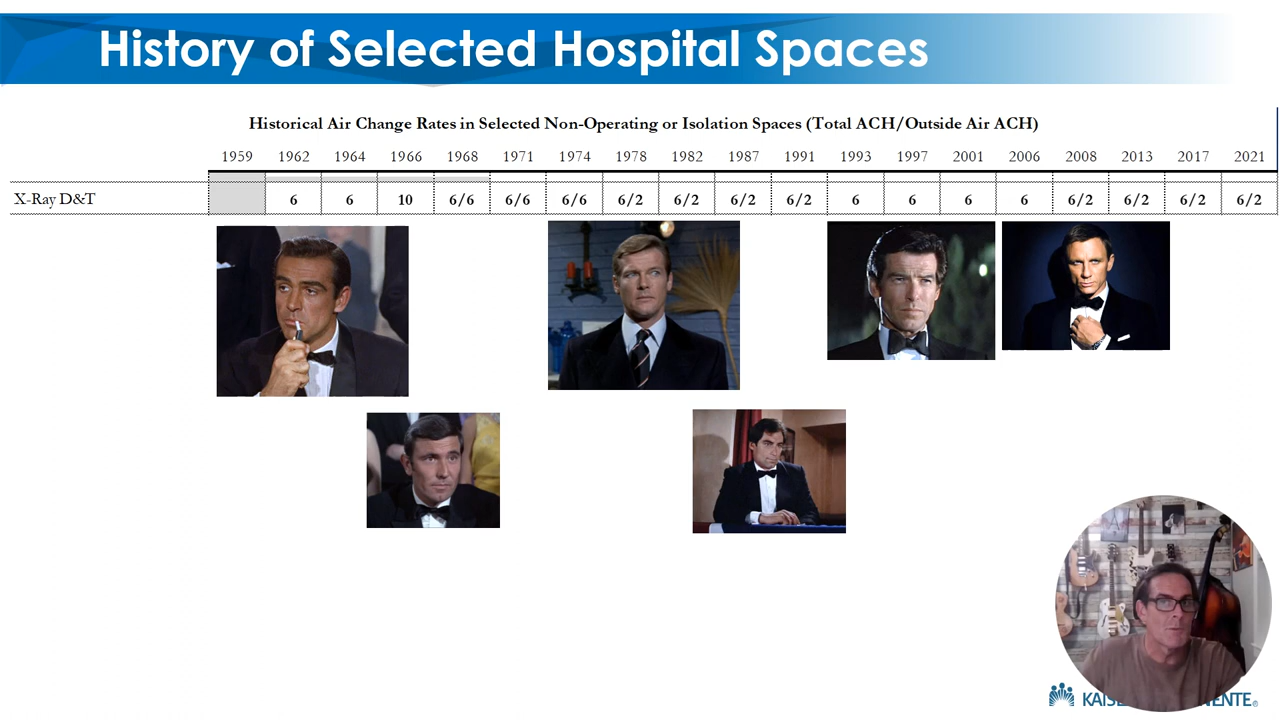 History of Selected Hospital Spaces
Historical Air Change Rates in Selected Non-Operating or Isolation Spaces (Total ACH/Outside Air ACH)
1959 1962 1964 1966 1968 1971 1974 1978 1982 1987 1991 1993 1997 2001 2006 2008 2013 2017 2021
X-Ray D&T 6 6 10 6/6 6/6 6/6 6/2 6/2 6/2 6/2 6 6 6 6 6/2 6/2 6/2 6/2